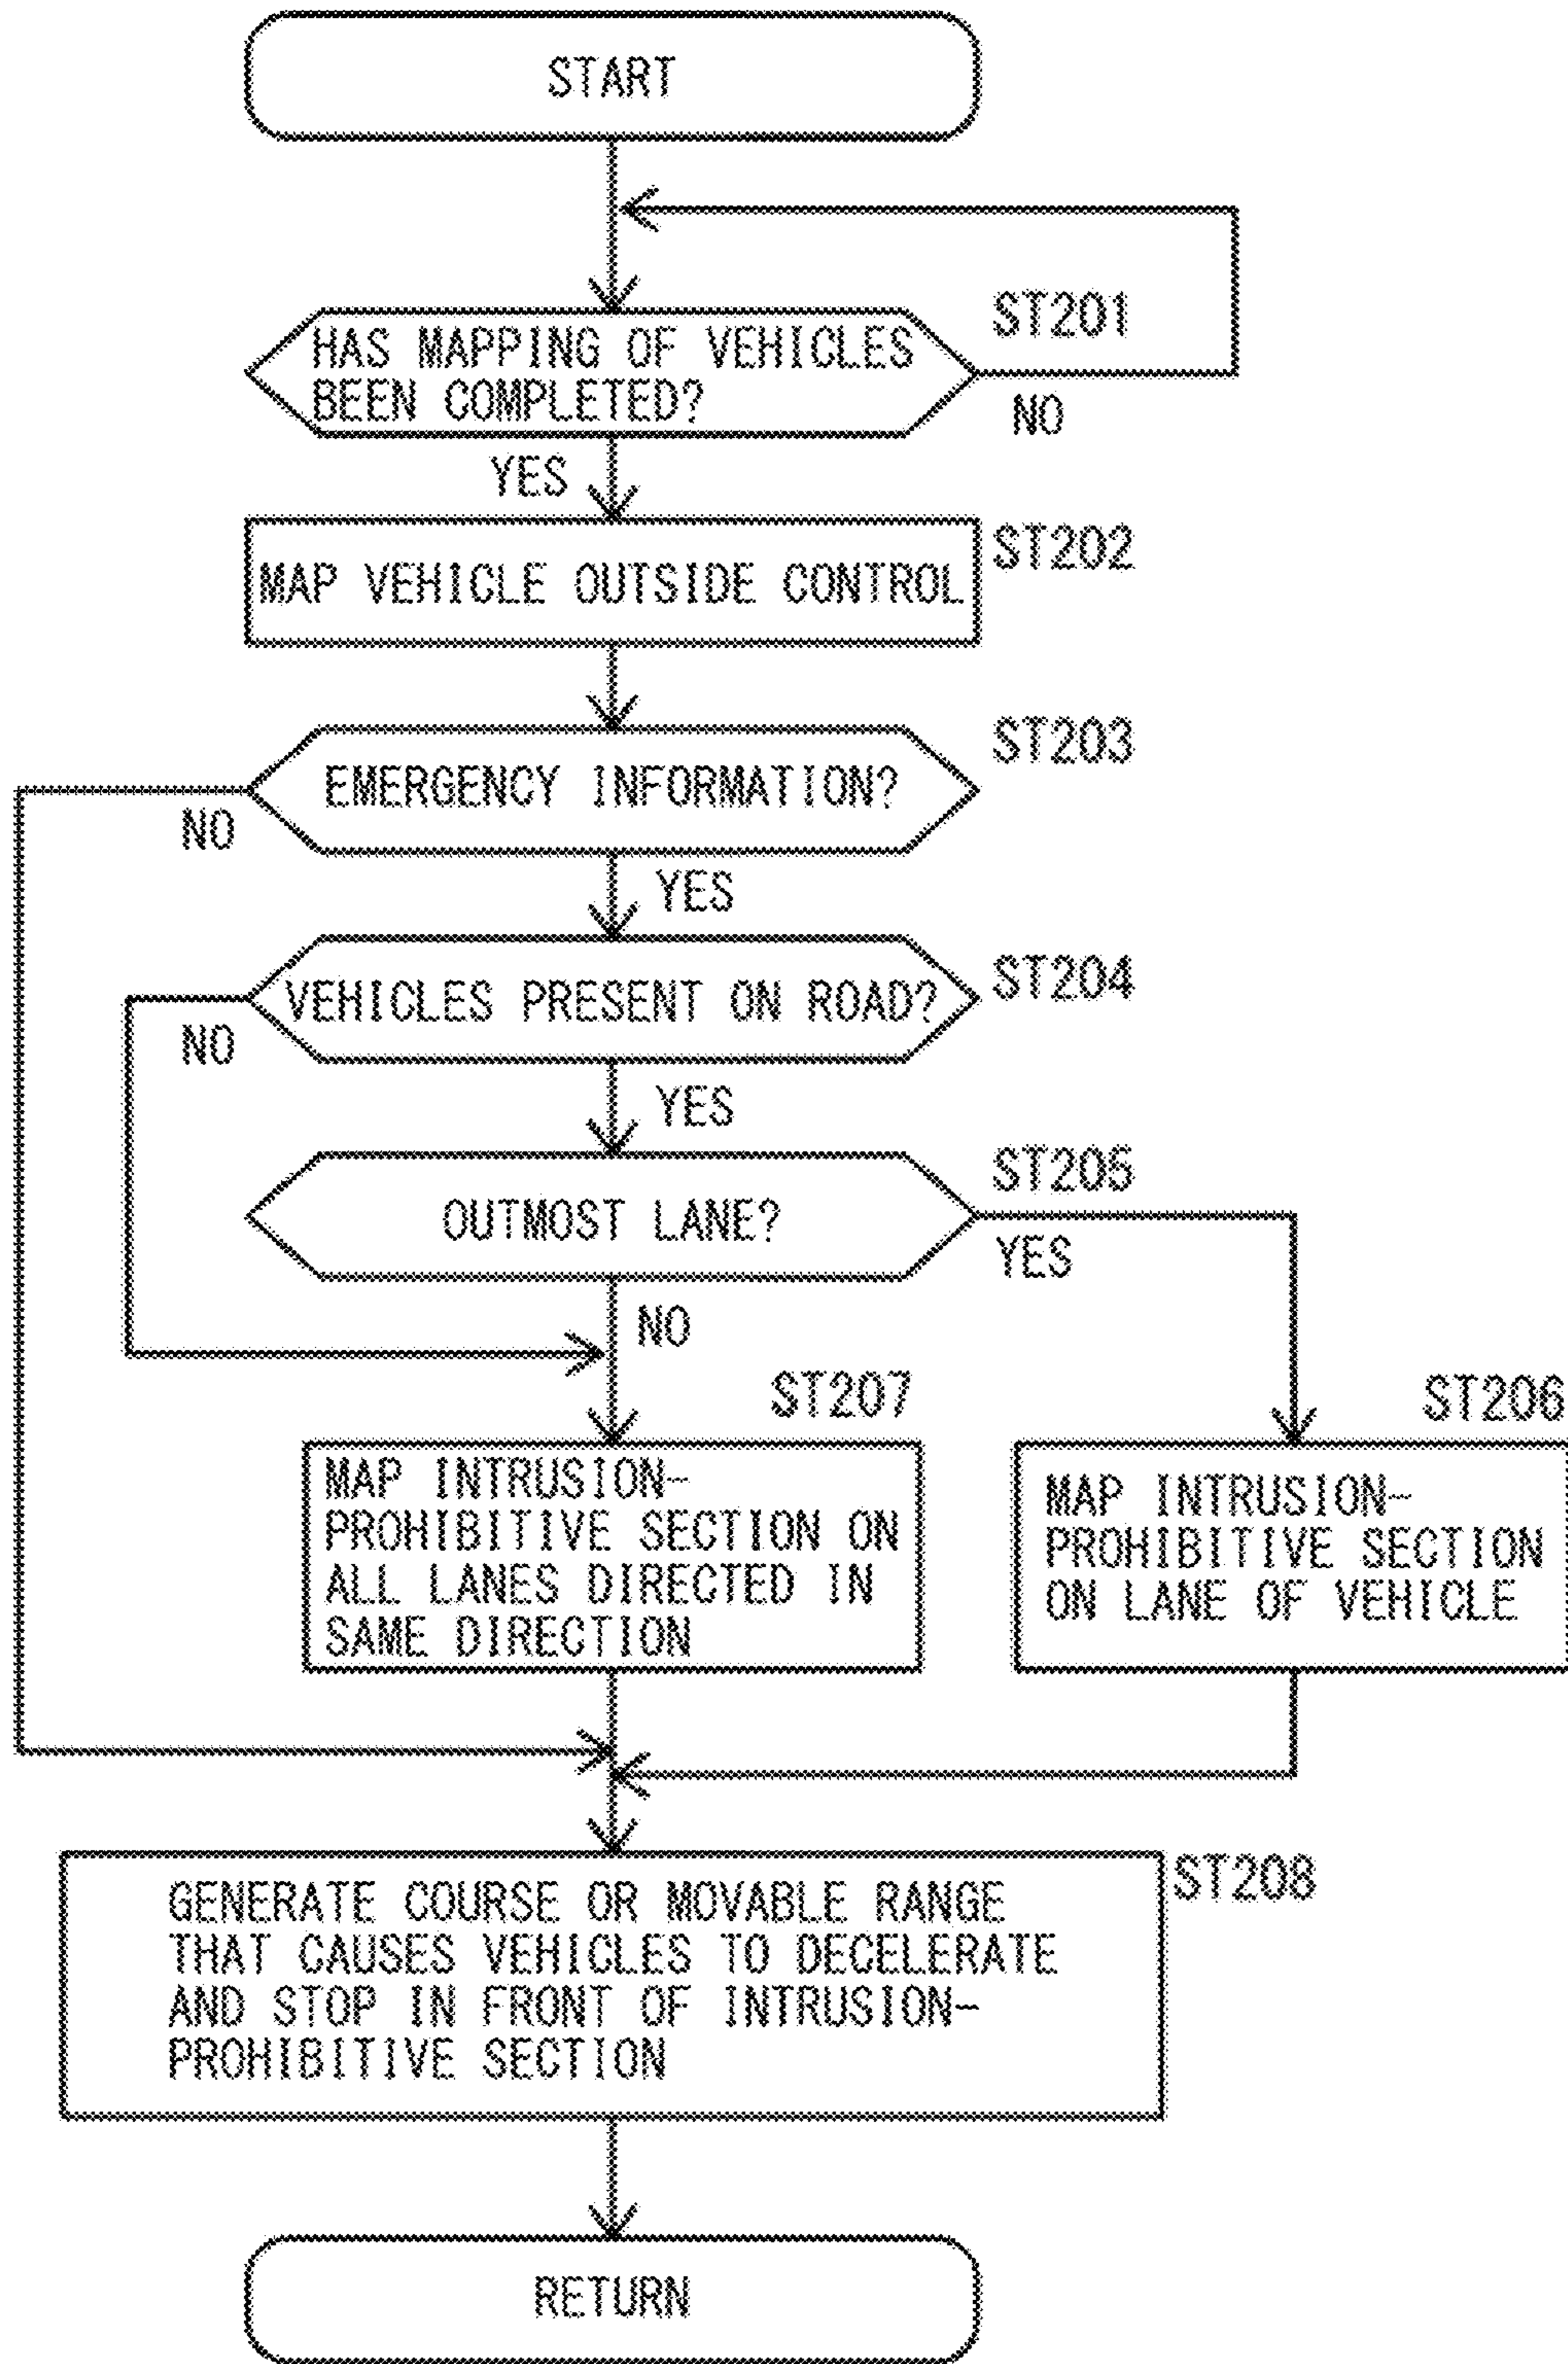 START
HAS MAPPING OF VEHICLES
BEEN COMPLETED?
ST201
NO
YES
MAP VEHICLE OUTSIDE CONTROL
ST202
EMERGENCY INFORMATION?
ST203
NO
YES
VEHICLES PRESENT ON ROAD?
ST204
NO
YES
OUTMOST LANE?
ST205
YES
NO
ST207
MAP INTRUSION-
PROHIBITIVE SECTION ON
ALL LANES DIRECTED IN
SAME DIRECTION
ST206
MAP INTRUSION-
PROHIBITIVE SECTION
ON LANE OF VEHICLE
ST208
GENERATE COURSE OR MOVABLE RANGE
THAT CAUSES VEHICLES TO DECELERATE
AND STOP IN FRONT OF INTRUSION-
PROHIBITIVE SECTION
RETURN